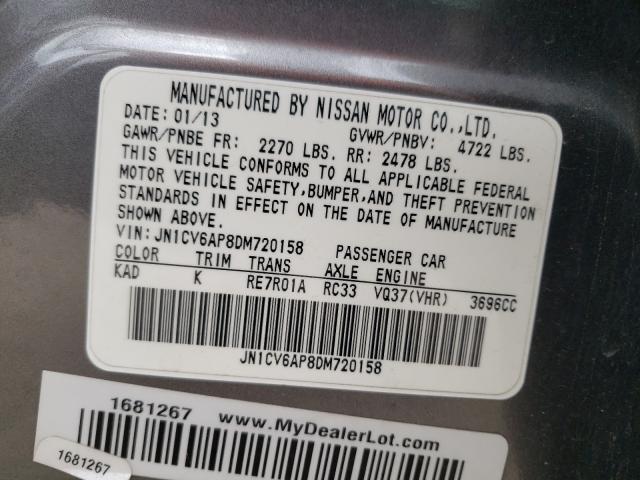 MANUFACTURED BY NISSAN MOTOR CO.,LTD.
DATE: 01/13 GVWR/PNBV: 4722 LBS.
GAWR/PNBE FR: 2270 LBS. RR: 2478 LBS.
THIS VEHICLE CONFORMS TO ALL APPLICABLE FEDERAL
MOTOR VEHICLE SAFETY,BUMPER,AND THEFT PREVENTION
STANDARDS IN EFFECT ON THE DATE OF MANUFACTURE
SHOWN ABOVE.
VIN: JN1CV6AP8DM720158 PASSENGER CAR
COLOR TRIM TRANS AXLE ENGINE
KAD K RE7R01A RC33 VQ37(VHR) 3696CC
JN1CV6AP8DM720158
1681267 www.MyDealerLot.com
1681267